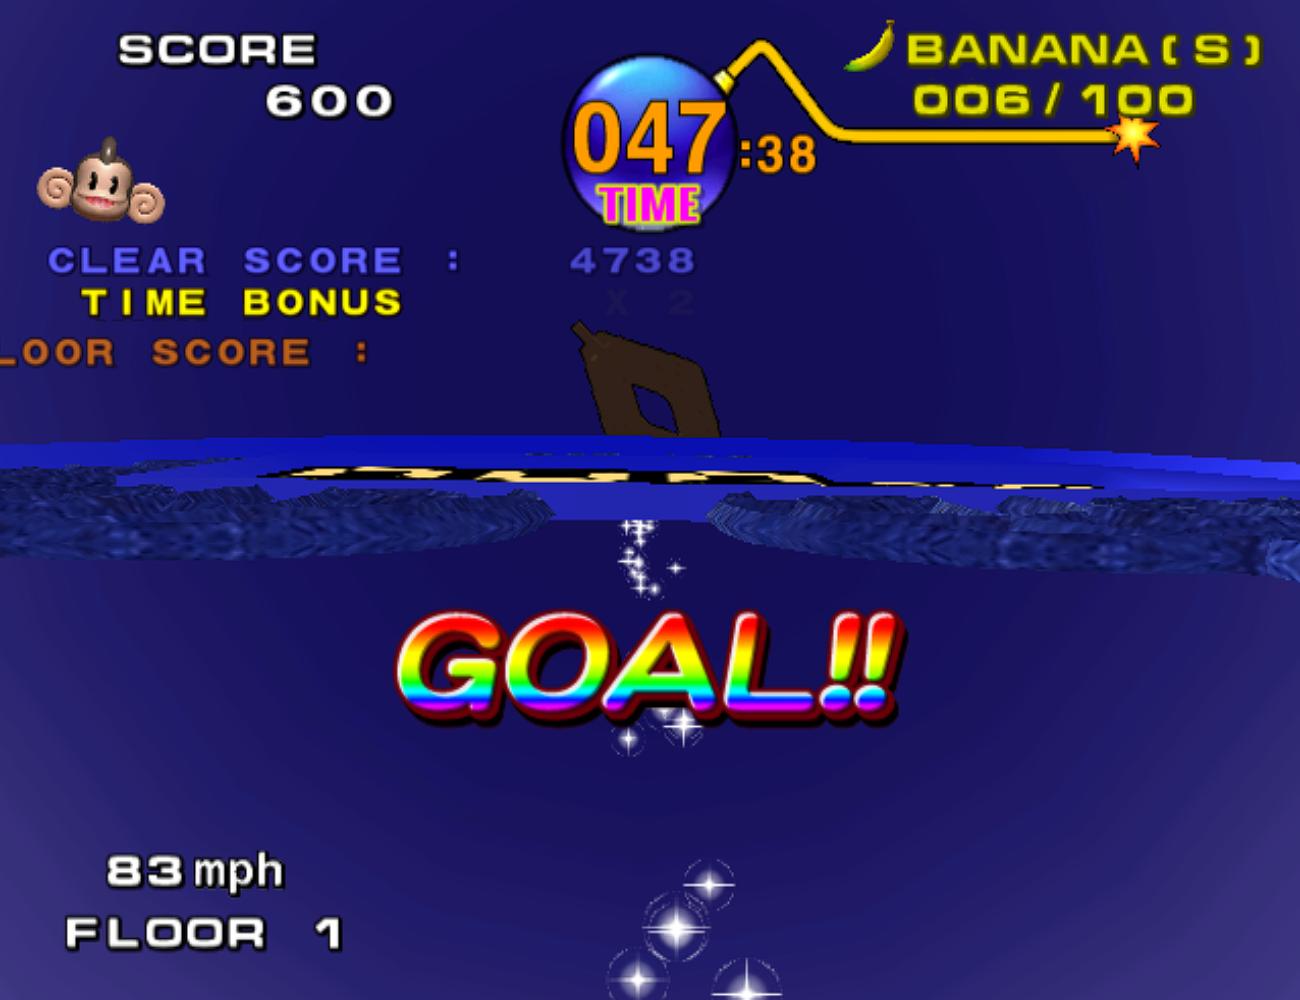 SCORE
600
BANANA(S)
006/100
047:38
TIME
CLEAR SCORE : 4738
TIME BONUS X 2
LOOR SCORE :
GOAL!!
83 mph
FLOOR 1